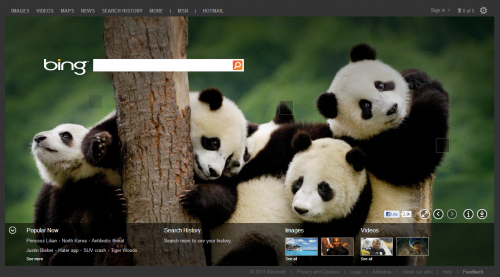 IMAGES VIDEOS MAPS NEWS SEARCH HISTORY MORE | MSN | HOTMAIL
Sign in
0 of 5
bing
Like
Popular Now
Search History
Images
Videos
Princess Lilian - North Korea - Antibiotic threat
Search more to see your history
Justin Bieber - Hater app - SUV crash - Tiger Woods
See more
See all
See all
© 2013 Microsoft | Privacy and Cookies | Legal | Advertise | About our ads | Help | Feedback